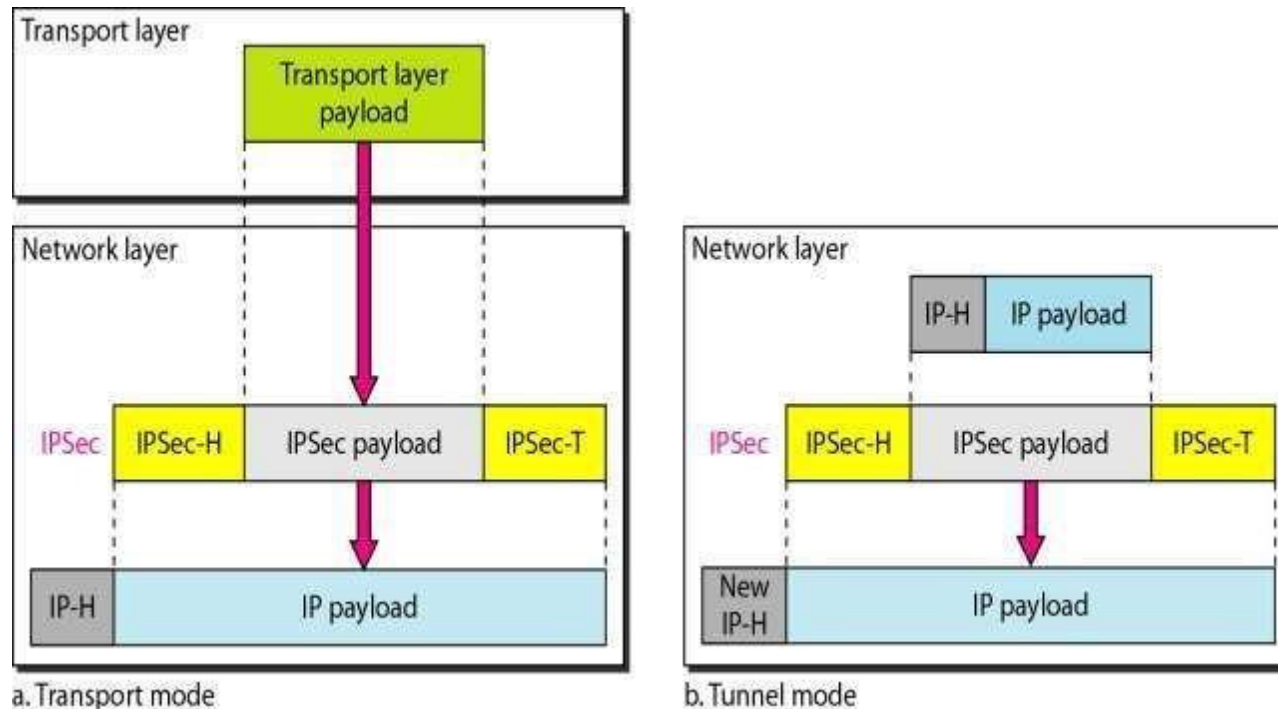 Transport layer
Transport layer
payload
Network layer
IPSec
IPSec-H
IPSec payload
IPSec-T
IP-H
IP payload
a. Transport mode
Network layer
IP-H
IP payload
IPSec
IPSec-H
IPSec payload
IPSec-T
New
IP-H
IP payload
b. Tunnel mode